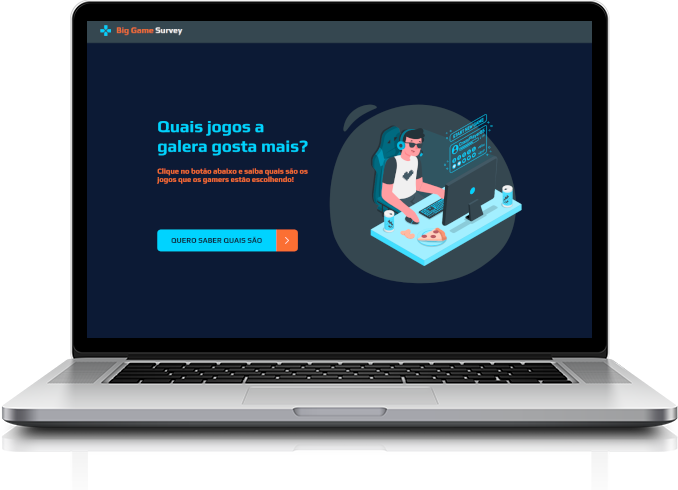 Big Game Survey
Quais jogos a
galera gosta mais?
Clique no botão abaixo e saiba quais são os
jogos que os gamers estão escolhendo!
QUERO SABER QUAIS SÃO
START NEW GAME